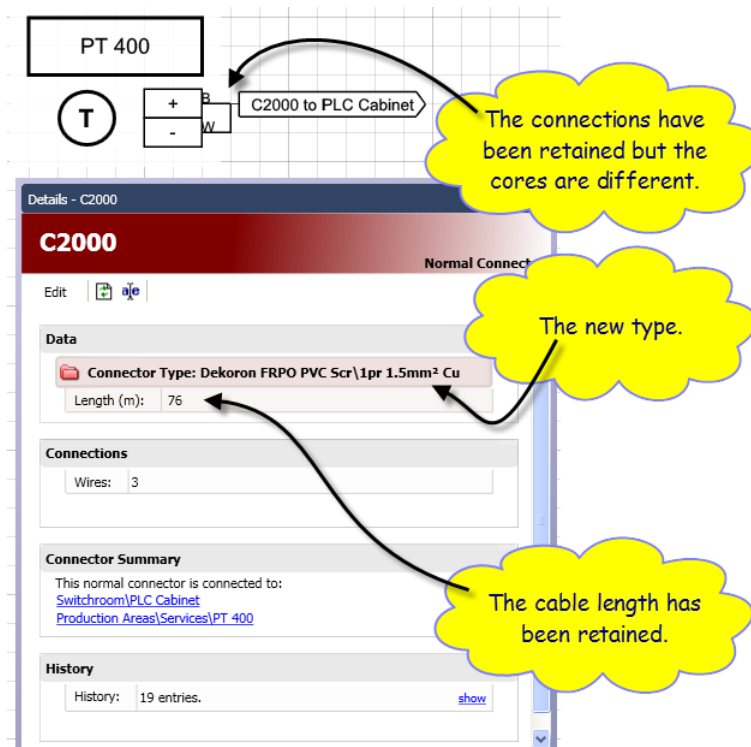 PT 400
T
+
-
B
W
C2000 to PLC Cabinet
The connections have
been retained but the
cores are different.
Details - C2000
C2000
Normal Connect
Edit
a|e
Data
Connector Type: Dekoron FRPO PVC Scr\1pr 1.5mm² Cu
Length (m): 76
The new type.
Connections
Wires: 3
Connector Summary
This normal connector is connected to:
Switchroom\PLC Cabinet
Production Areas\Services\PT 400
The cable length has
been retained.
History
History: 19 entries. show